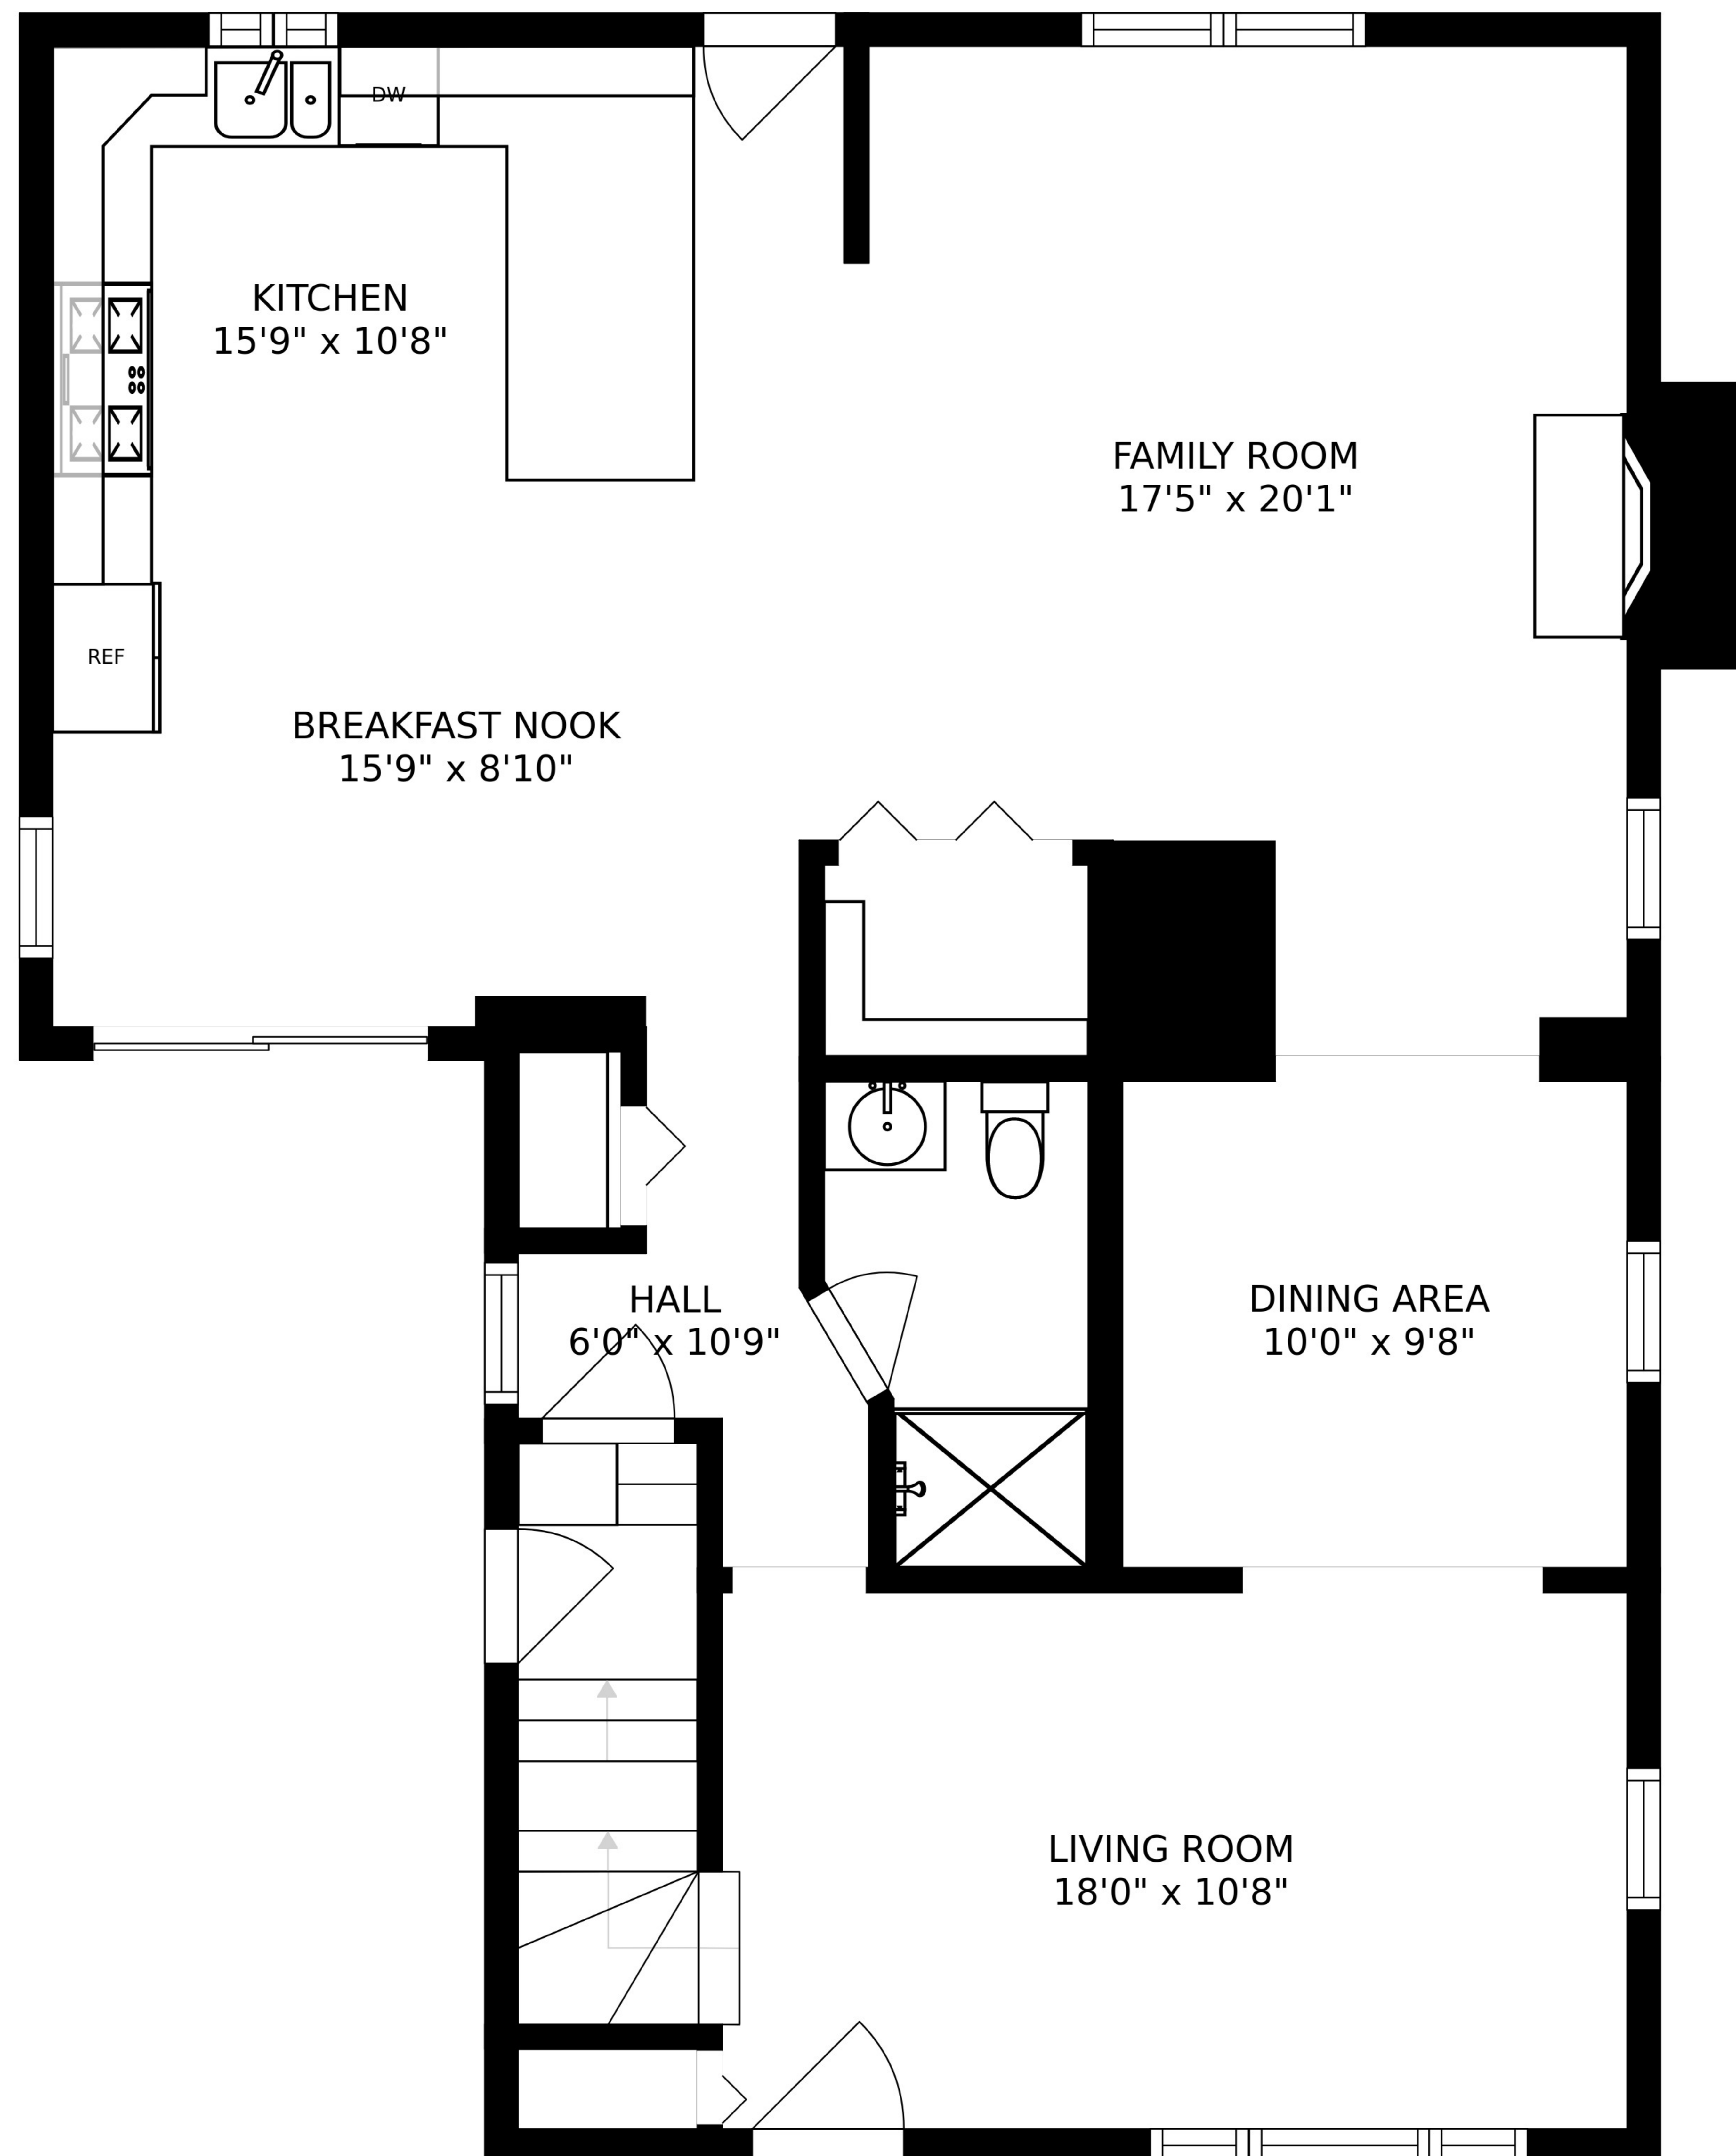 DW
KITCHEN
15'9" x 10'8"
FAMILY ROOM
17'5" x 20'1"
REF
BREAKFAST NOOK
15'9" x 8'10"
HALL
6'0" x 10'9"
DINING AREA
10'0" x 9'8"
LIVING ROOM
18'0" x 10'8"